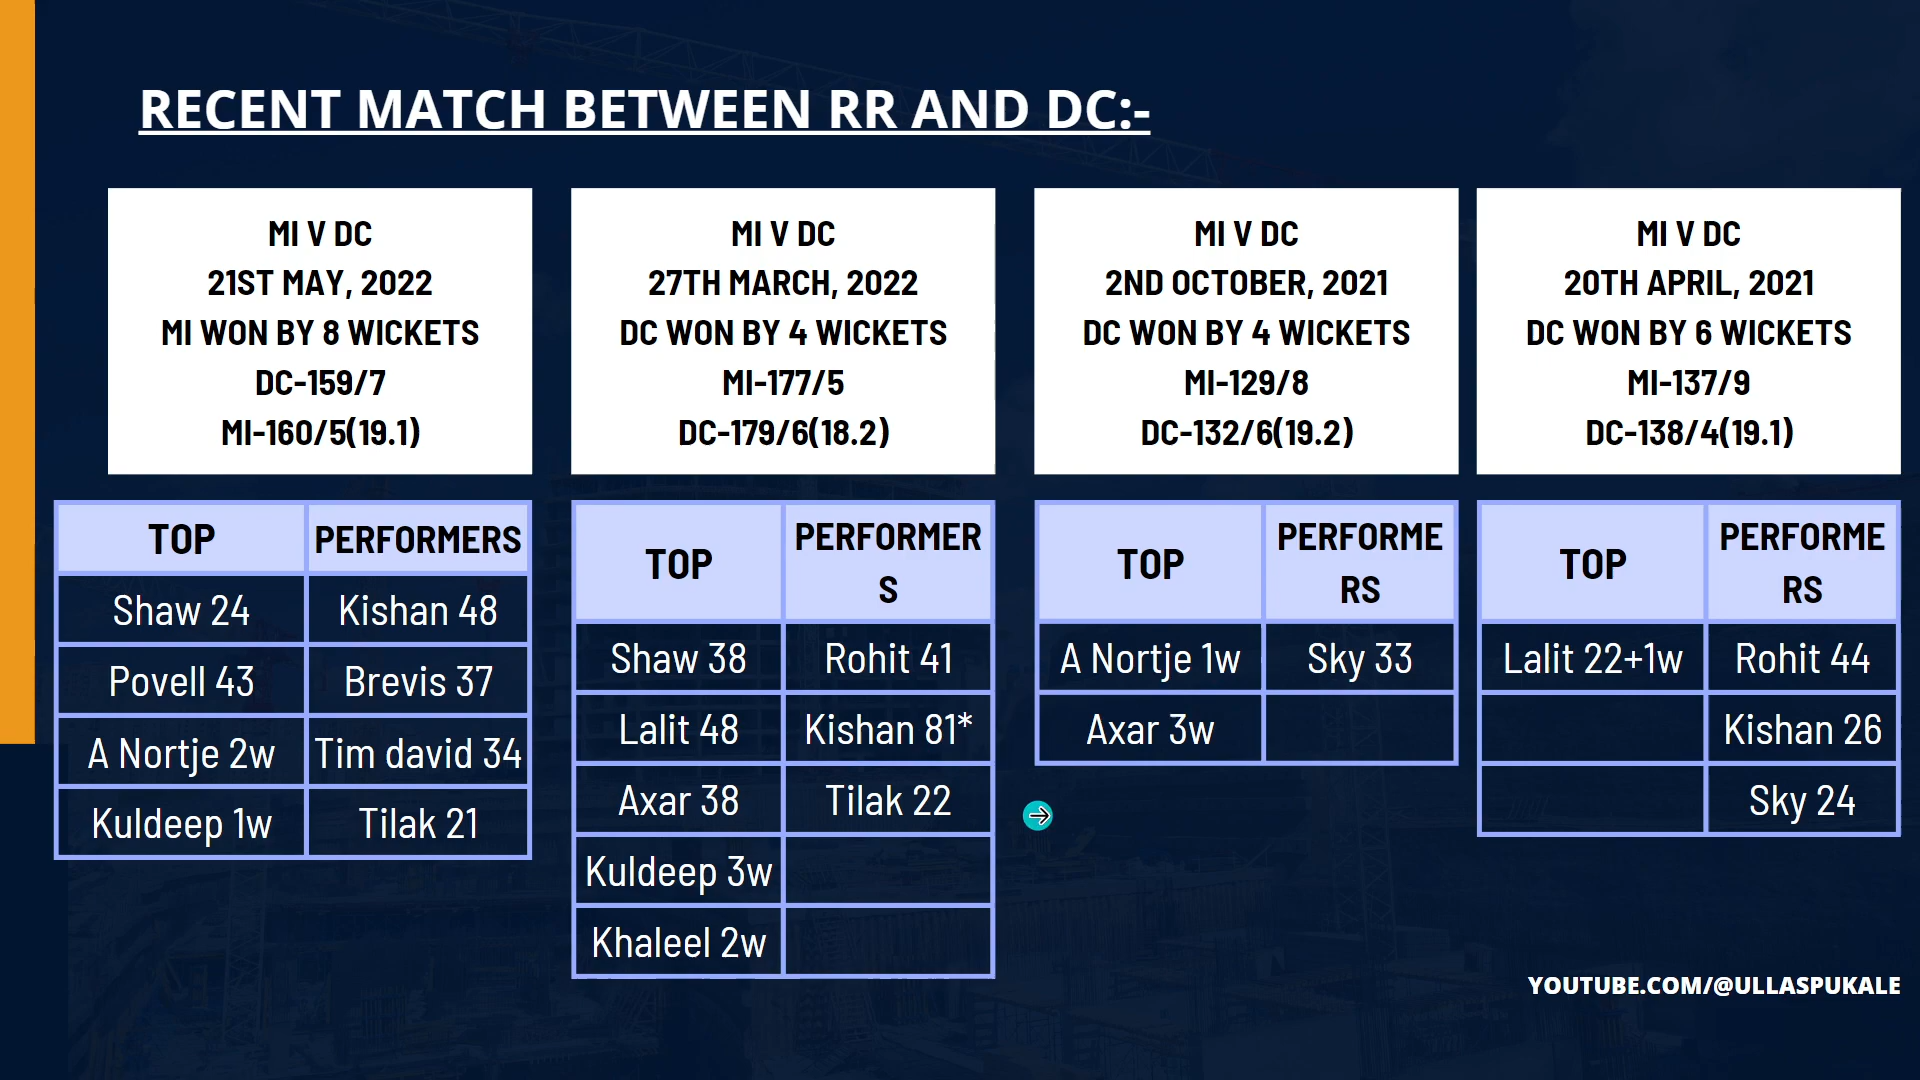 RECENT MATCH BETWEEN RR AND DC:-
MI V DC
21ST MAY, 2022
MI WON BY 8 WICKETS
DC-159/7
MI-160/5(19.1)
MI V DC
27TH MARCH, 2022
DC WON BY 4 WICKETS
MI-177/5
DC-179/6(18.2)
MI V DC
2ND OCTOBER, 2021
DC WON BY 4 WICKETS
MI-129/8
DC-132/6(19.2)
MI V DC
20TH APRIL, 2021
DC WON BY 6 WICKETS
MI-137/9
DC-138/4(19.1)
TOP PERFORMERS
Shaw 24 Kishan 48
Povell 43 Brevis 37
A Nortje 2w Tim david 34
Kuldeep 1w Tilak 21
TOP PERFORMER
S
Shaw 38 Rohit 41
Lalit 48 Kishan 81*
Axar 38 Tilak 22
Kuldeep 3w
Khaleel 2w
TOP PERFORME
RS
A Nortje 1w Sky 33
Axar 3w
TOP PERFORME
RS
Lalit 22+1w Rohit 44
Kishan 26
Sky 24
YOUTUBE.COM/@ULLASPUKALE